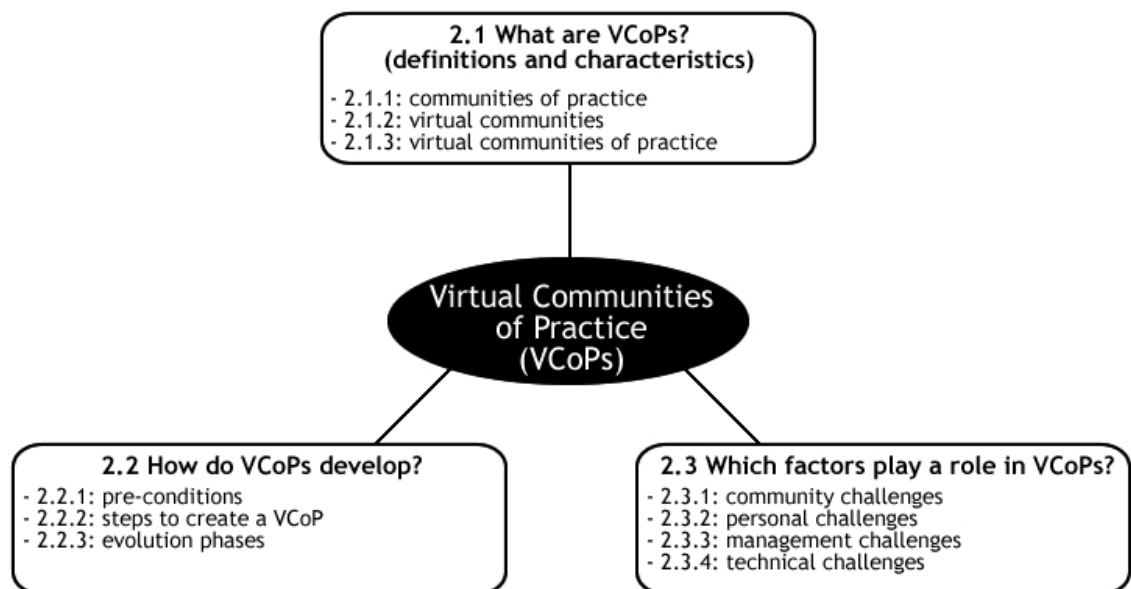 2.1 What are VCoPs?
(definitions and characteristics)
- 2.1.1: communities of practice
- 2.1.2: virtual communities
- 2.1.3: virtual communities of practice
Virtual Communities
of Practice
(VCoPs)
2.2 How do VCoPs develop?
- 2.2.1: pre-conditions
- 2.2.2: steps to create a VCoP
- 2.2.3: evolution phases
2.3 Which factors play a role in VCoPs?
- 2.3.1: community challenges
- 2.3.2: personal challenges
- 2.3.3: management challenges
- 2.3.4: technical challenges